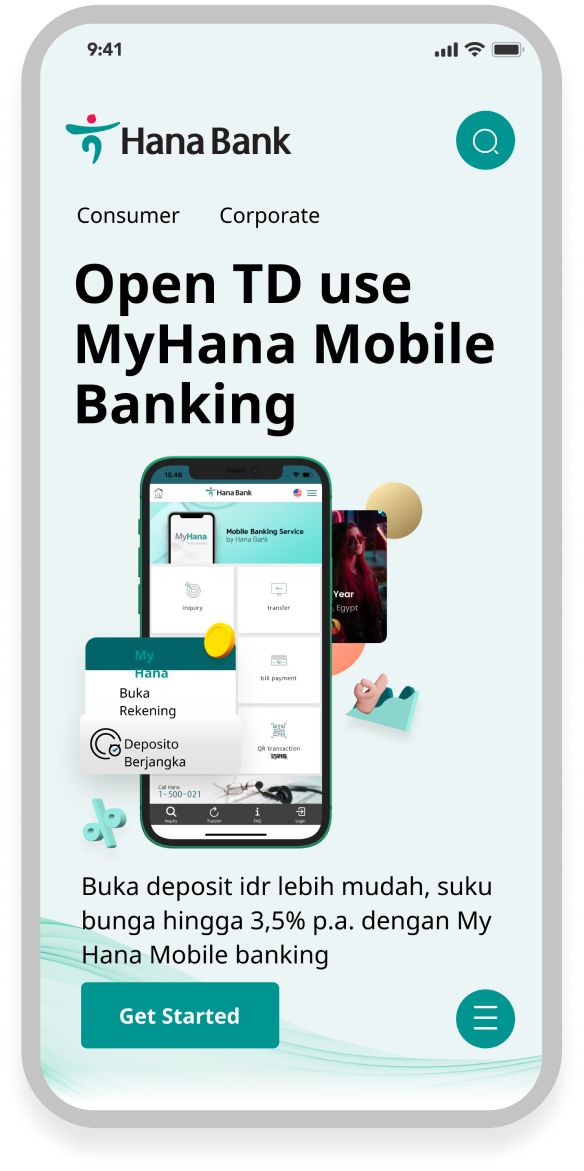 9:41
Hana Bank
Consumer Corporate
Open TD use
MyHana Mobile
Banking
15.46
Hana Bank
MyHana
Mobile Banking Service
by Hana Bank
Year
, Egypt
inquiry transfer
My
Hana
Buka
Rekening
bill payment
Deposito
Berjangka
QR transaction
QRIS
Call Hana
1-500-021
Inquiry Transfer FAQ Login
Buka deposit idr lebih mudah, suku
bunga hingga 3,5% p.a. dengan My
Hana Mobile banking
Get Started